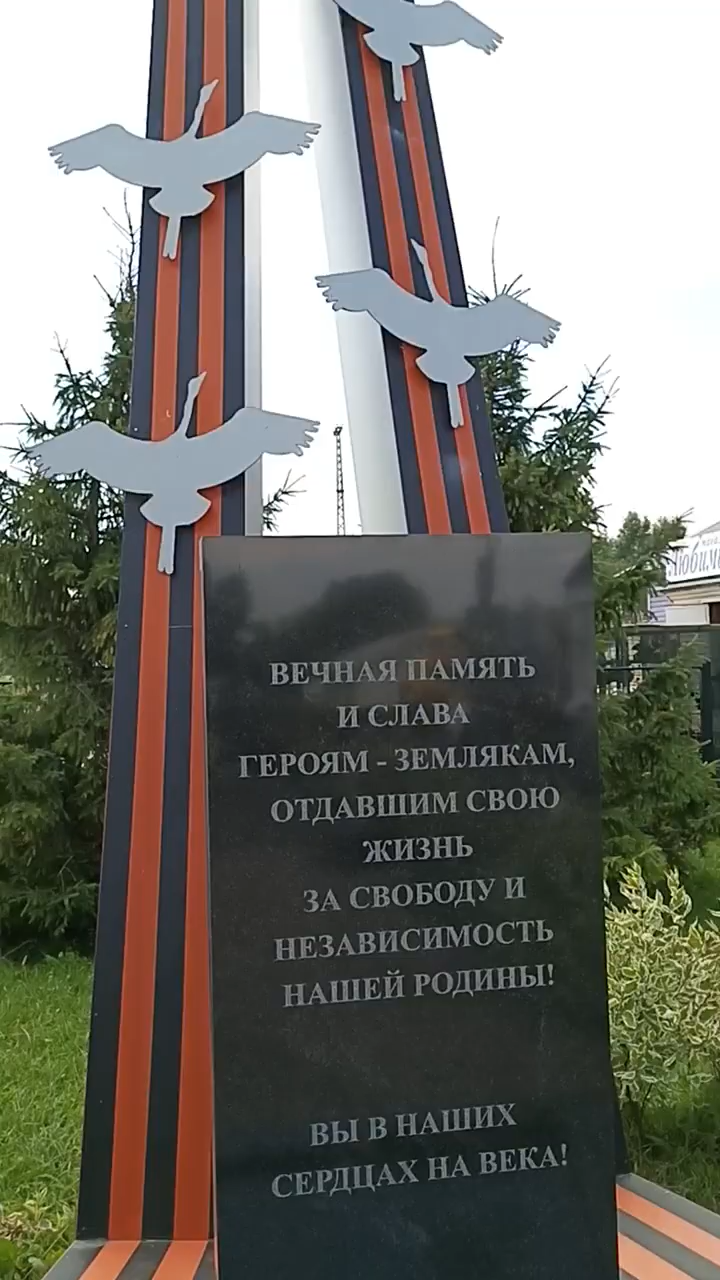 ВЕЧНАЯ ПАМЯТЬ
И СЛАВА
ГЕРОЯМ - ЗЕМЛЯКАМ,
ОТДАВШИМ СВОЮ
ЖИЗНЬ
ЗА СВОБОДУ И
НЕЗАВИСИМОСТЬ
НАШЕЙ РОДИНЫ!
ВЫ В НАШИХ
СЕРДЦАХ НА ВЕКА!